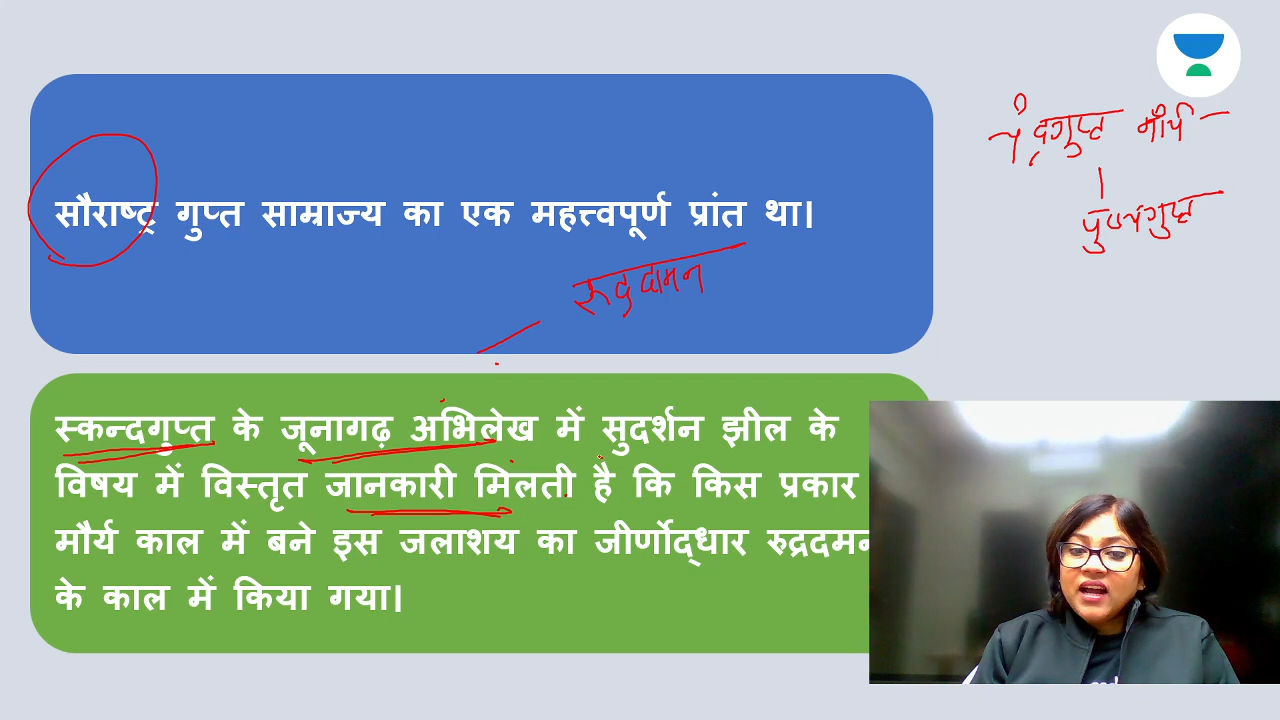 चंद्रगुप्त मौर्य
पुष्यगुप्त
सौराष्ट्र गुप्त साम्राज्य का एक महत्त्वपूर्ण प्रांत था।
रूद्रदामन
स्कन्दगुप्त के जूनागढ़ अभिलेख में सुदर्शन झील के
विषय में विस्तृत जानकारी मिलती है कि किस प्रकार
मौर्य काल में बने इस जलाशय का जीर्णोद्धार रुद्रदमन
के काल में किया गया।